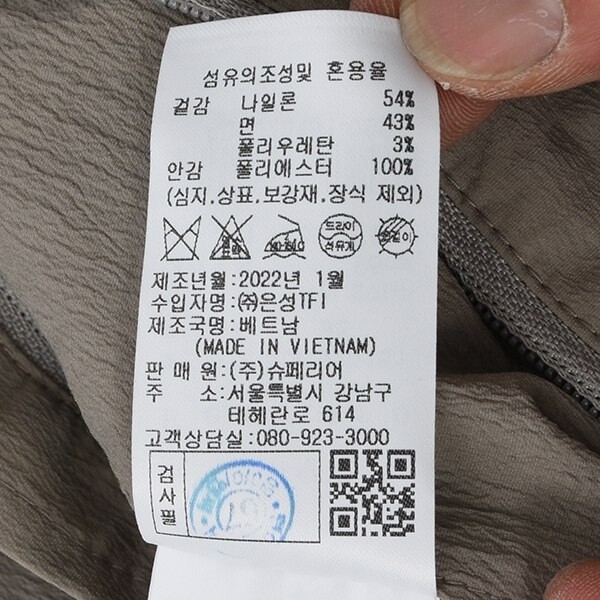 섬유의조성및 혼용율
겉감 나일론 54%
면 43%
폴리우레탄 3%
안감 폴리에스터 100%
(심지,상표,보강재,장식 제외)
드라이
석유계
제조년월:2022년 1월
수입자명:㈜은성TFI
제조국명:베트남
(MADE IN VIETNAM)
판 매 원:(주)슈페리어
주 소:서울특별시 강남구
테헤란로 614
고객상담실:080-923-3000
검사필